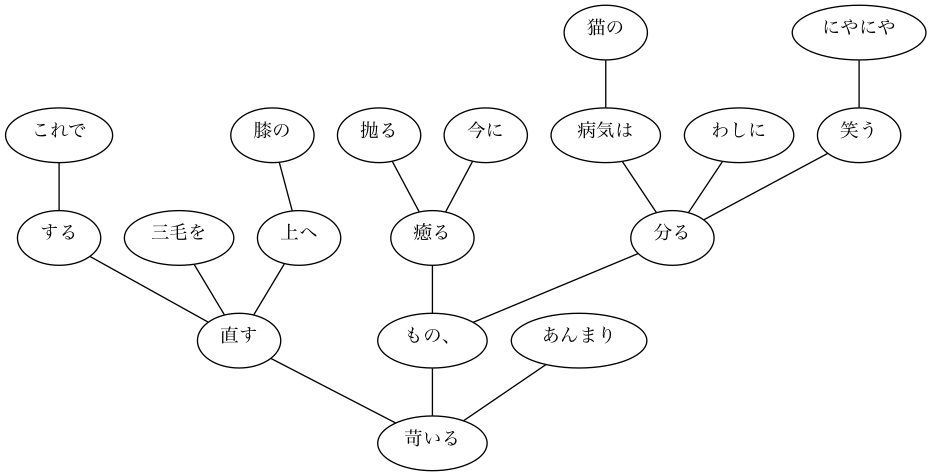 猫の
にやにや
これで
膝の
抛る
今に
病気は
わしに
笑う
する
三毛を
上へ
癒る
分る
直す
もの、
あんまり
苛いる